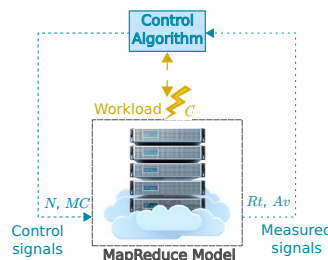 Control
Algorithm
Workload
C
N, MC
Rt, Av
Control
signals
Measured
signals
MapReduce Model